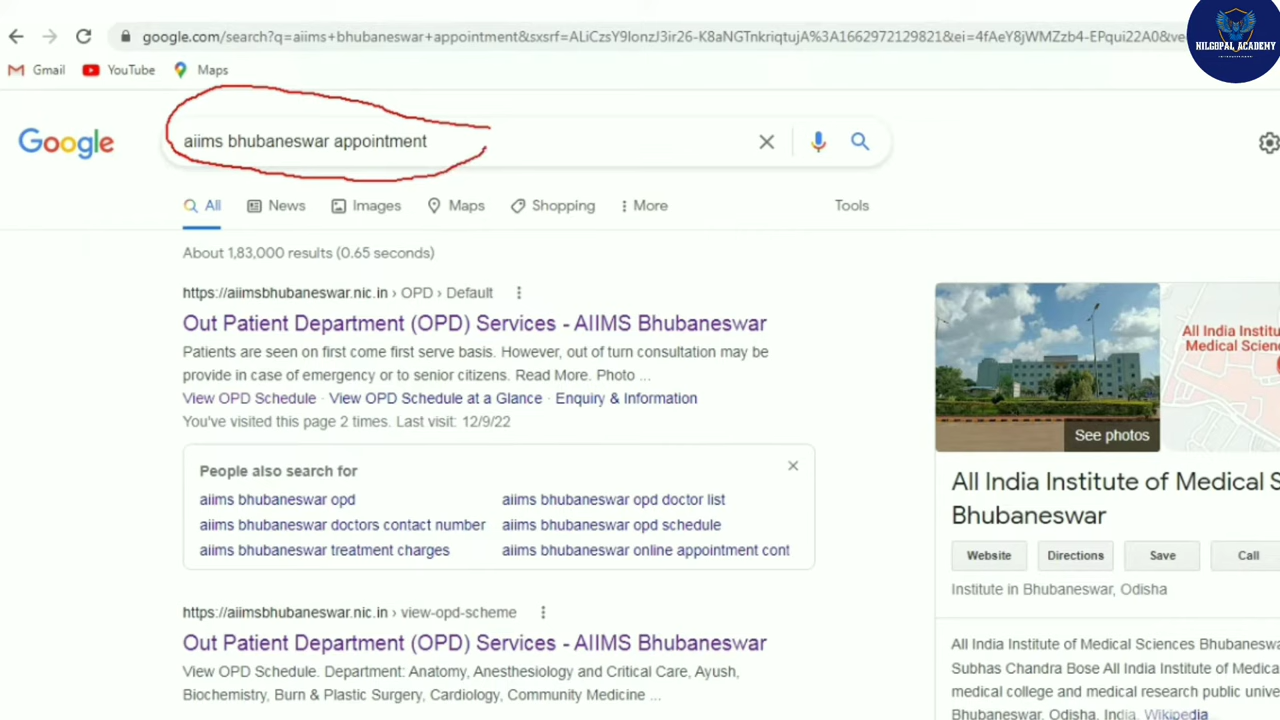 google.com/search?q=aiims+bhubaneswar+appointment&sxsrf=ALiCzsY9lonzJ3ir26-K8aNGTnkriqtujA%3A1662972129821&ei=4fAeY8jWMZzb4-EPqui22A0&ve
NILGOPAL ACADEMY
Gmail YouTube Maps
Google
aiims bhubaneswar appointment
All News Images Maps Shopping More Tools
About 1,83,000 results (0.65 seconds)
https://aiimsbhubaneswar.nic.in › OPD › Default
Out Patient Department (OPD) Services - AIIMS Bhubaneswar
Patients are seen on first come first serve basis. However, out of turn consultation may be
provide in case of emergency or to senior citizens. Read More. Photo ...
View OPD Schedule · View OPD Schedule at a Glance · Enquiry & Information
You've visited this page 2 times. Last visit: 12/9/22
People also search for
aiims bhubaneswar opd aiims bhubaneswar opd doctor list
aiims bhubaneswar doctors contact number aiims bhubaneswar opd schedule
aiims bhubaneswar treatment charges aiims bhubaneswar online appointment cont
https://aiimsbhubaneswar.nic.in › view-opd-scheme
Out Patient Department (OPD) Services - AIIMS Bhubaneswar
View OPD Schedule. Department: Anatomy, Anesthesiology and Critical Care, Ayush,
Biochemistry, Burn & Plastic Surgery, Cardiology, Community Medicine ...
All India Institu
Medical Scienc
See photos
All India Institute of Medical S
Bhubaneswar
Website Directions Save Call
Institute in Bhubaneswar, Odisha
All India Institute of Medical Sciences Bhubaneswa
Subhas Chandra Bose All India Institute of Medica
medical college and medical research public unive
Bhubaneswar, Odisha, India. Wikipedia